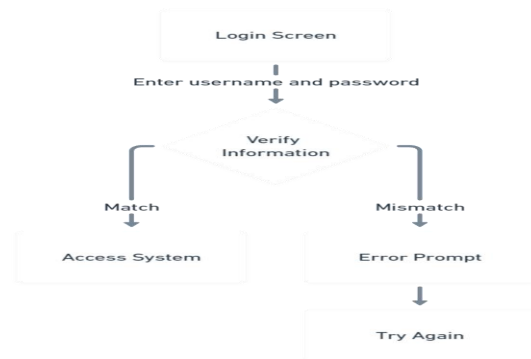 Login Screen
Enter username and password
Verify
Information
Match
Mismatch
Access System
Error Prompt
Try Again